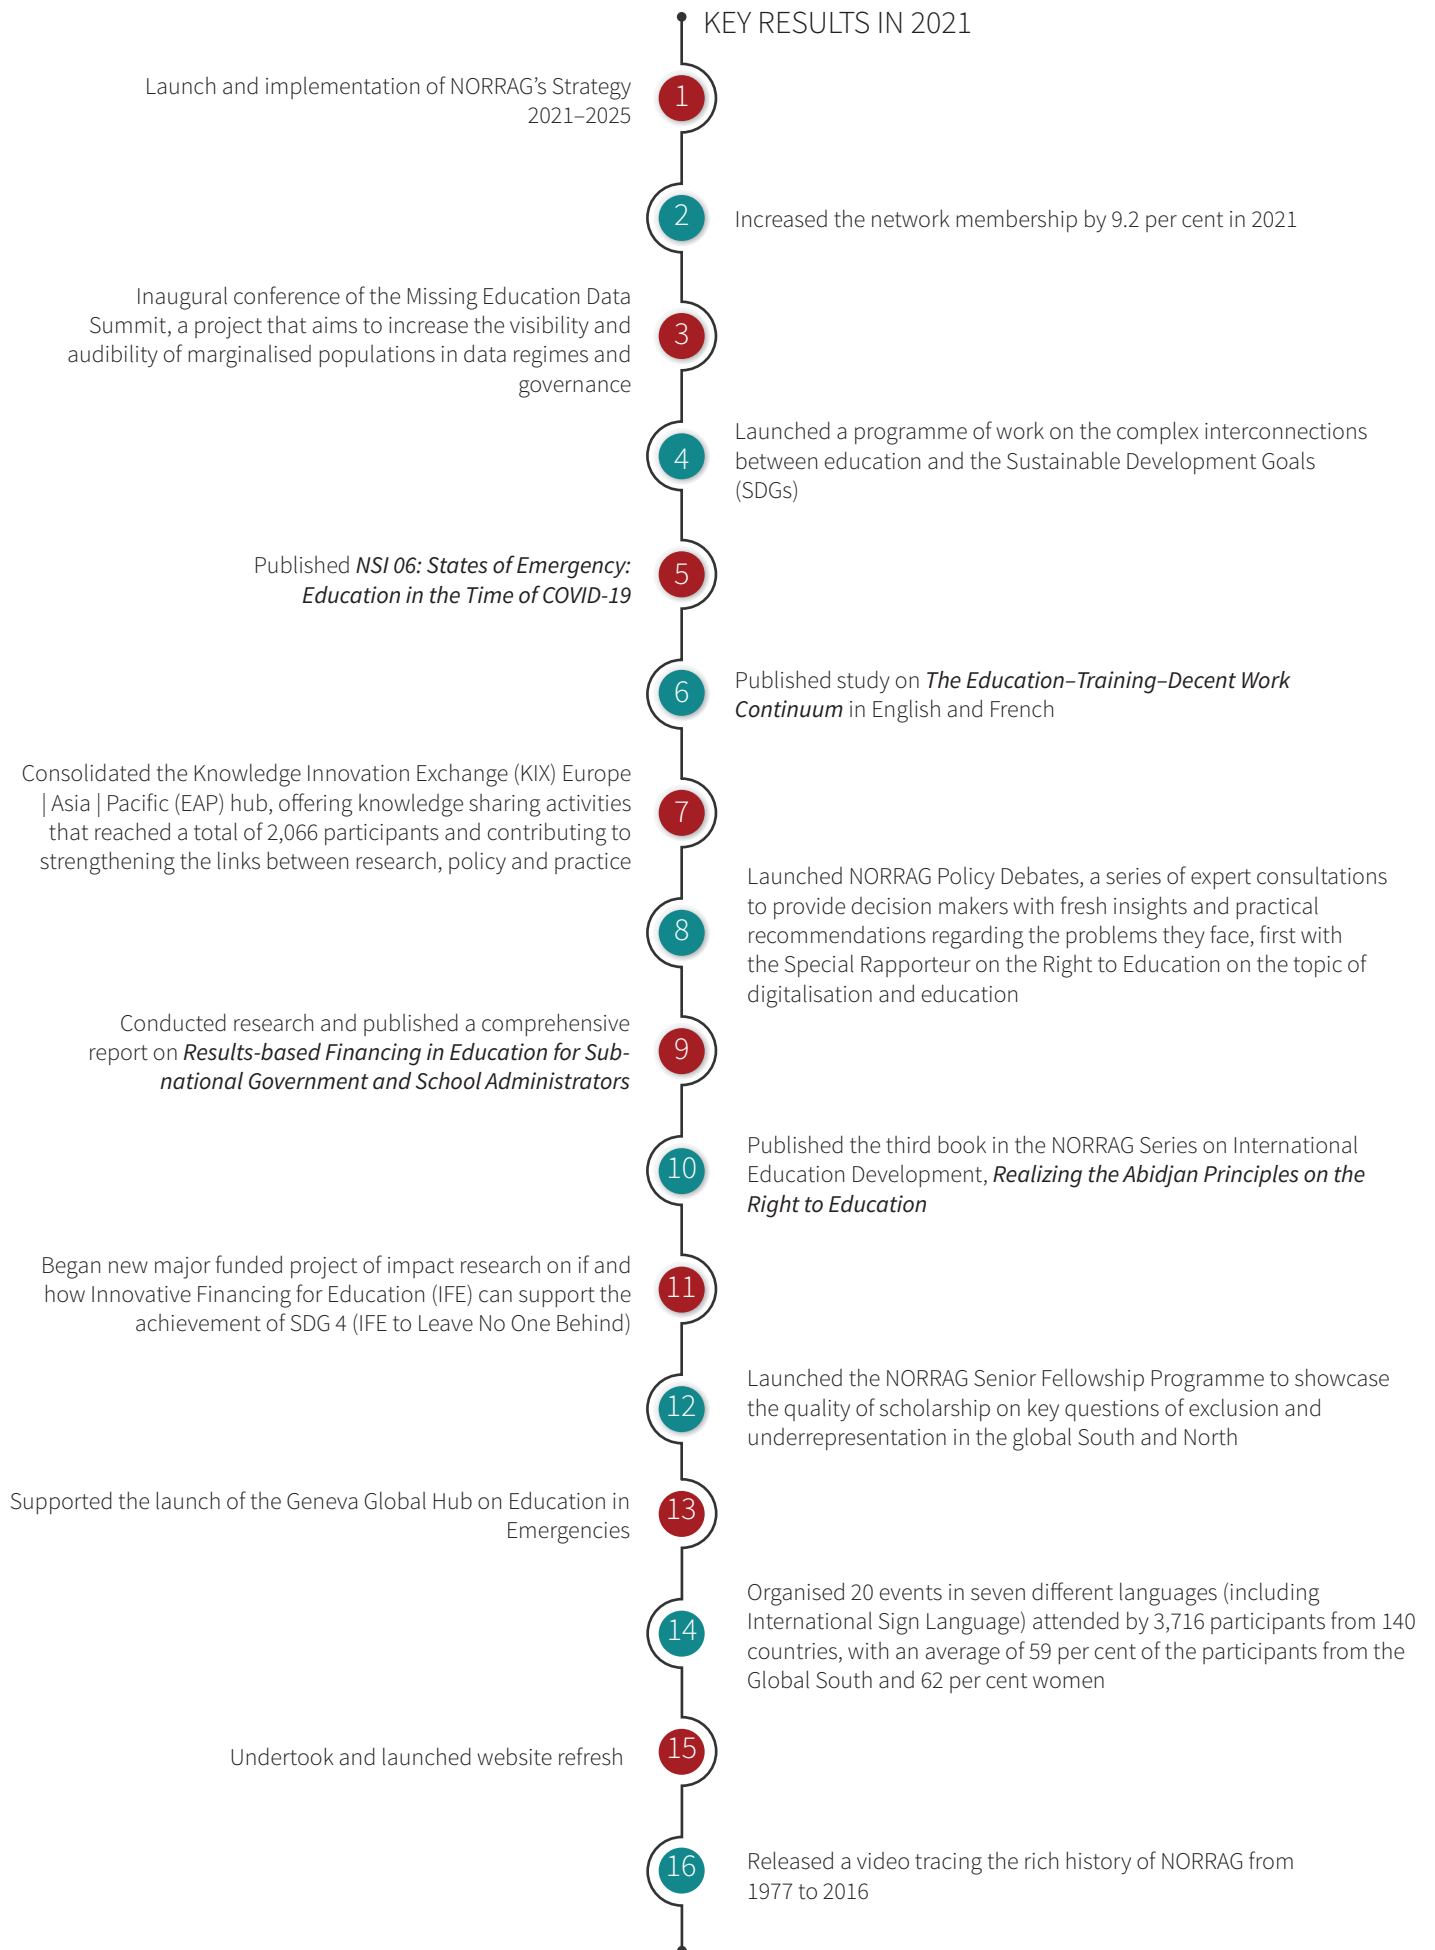 KEY RESULTS IN 2021
Launch and implementation of NORRAG’s Strategy
2021–2025
1
2
Increased the network membership by 9.2 per cent in 2021
Inaugural conference of the Missing Education Data
Summit, a project that aims to increase the visibility and
audibility of marginalised populations in data regimes and
governance
3
4
Launched a programme of work on the complex interconnections
between education and the Sustainable Development Goals
(SDGs)
Published NSI 06: States of Emergency:
Education in the Time of COVID-19
5
6
Published study on The Education–Training–Decent Work
Continuum in English and French
Consolidated the Knowledge Innovation Exchange (KIX) Europe
| Asia | Pacific (EAP) hub, offering knowledge sharing activities
that reached a total of 2,066 participants and contributing to
strengthening the links between research, policy and practice
7
8
Launched NORRAG Policy Debates, a series of expert consultations
to provide decision makers with fresh insights and practical
recommendations regarding the problems they face, first with
the Special Rapporteur on the Right to Education on the topic of
digitalisation and education
Conducted research and published a comprehensive
report on Results-based Financing in Education for Sub-
national Government and School Administrators
9
10
Published the third book in the NORRAG Series on International
Education Development, Realizing the Abidjan Principles on the
Right to Education
Began new major funded project of impact research on if and
how Innovative Financing for Education (IFE) can support the
achievement of SDG 4 (IFE to Leave No One Behind)
11
12
Launched the NORRAG Senior Fellowship Programme to showcase
the quality of scholarship on key questions of exclusion and
underrepresentation in the global South and North
Supported the launch of the Geneva Global Hub on Education in
Emergencies
13
14
Organised 20 events in seven different languages (including
International Sign Language) attended by 3,716 participants from 140
countries, with an average of 59 per cent of the participants from the
Global South and 62 per cent women
Undertook and launched website refresh
15
16
Released a video tracing the rich history of NORRAG from
1977 to 2016